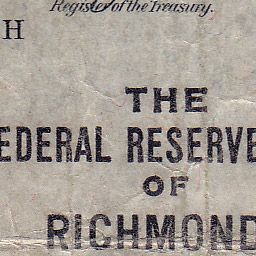 Register of the Treasury.
H
THE
EDERAL RESERVE
OF
RICHMOND